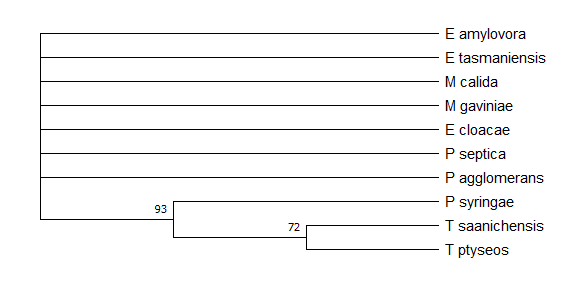 E amylovora
E tasmaniensis
M calida
M gaviniae
E cloacae
P septica
P agglomerans
93
P syringae
72
T saanichensis
T ptyseos